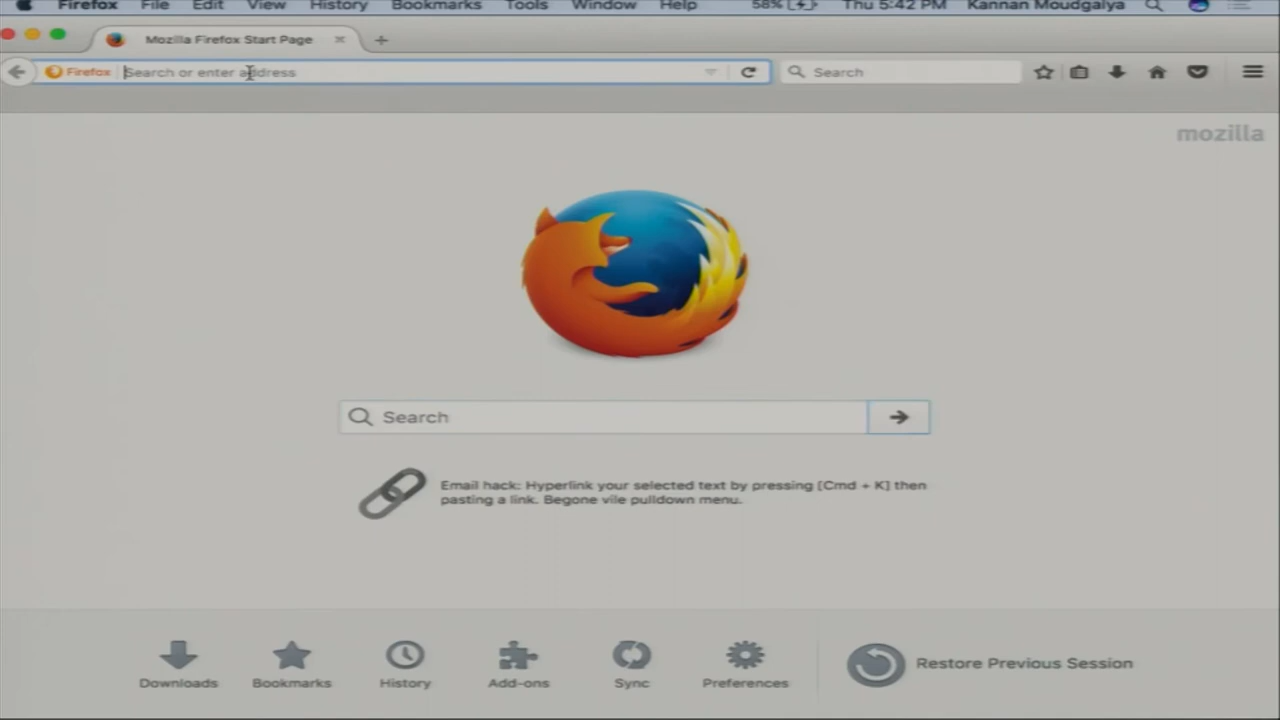 Firefox File Edit View History Bookmarks Tools Window Help 58% Thu 5:42 PM Kannan Moudgalya
Mozilla Firefox Start Page
Firefox Search or enter address Search
mozilla
Search
Email hack: Hyperlink your selected text by pressing [Cmd + K] then
pasting a link. Begone vile pulldown menu.
Downloads Bookmarks History Add-ons Sync Preferences Restore Previous Session